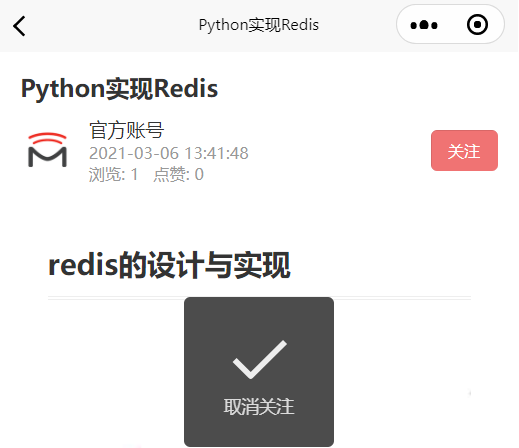 Python实现Redis
Python实现Redis
官方账号
2021-03-06 13:41:48
浏览: 1 点赞: 0
关注
redis的设计与实现
取消关注